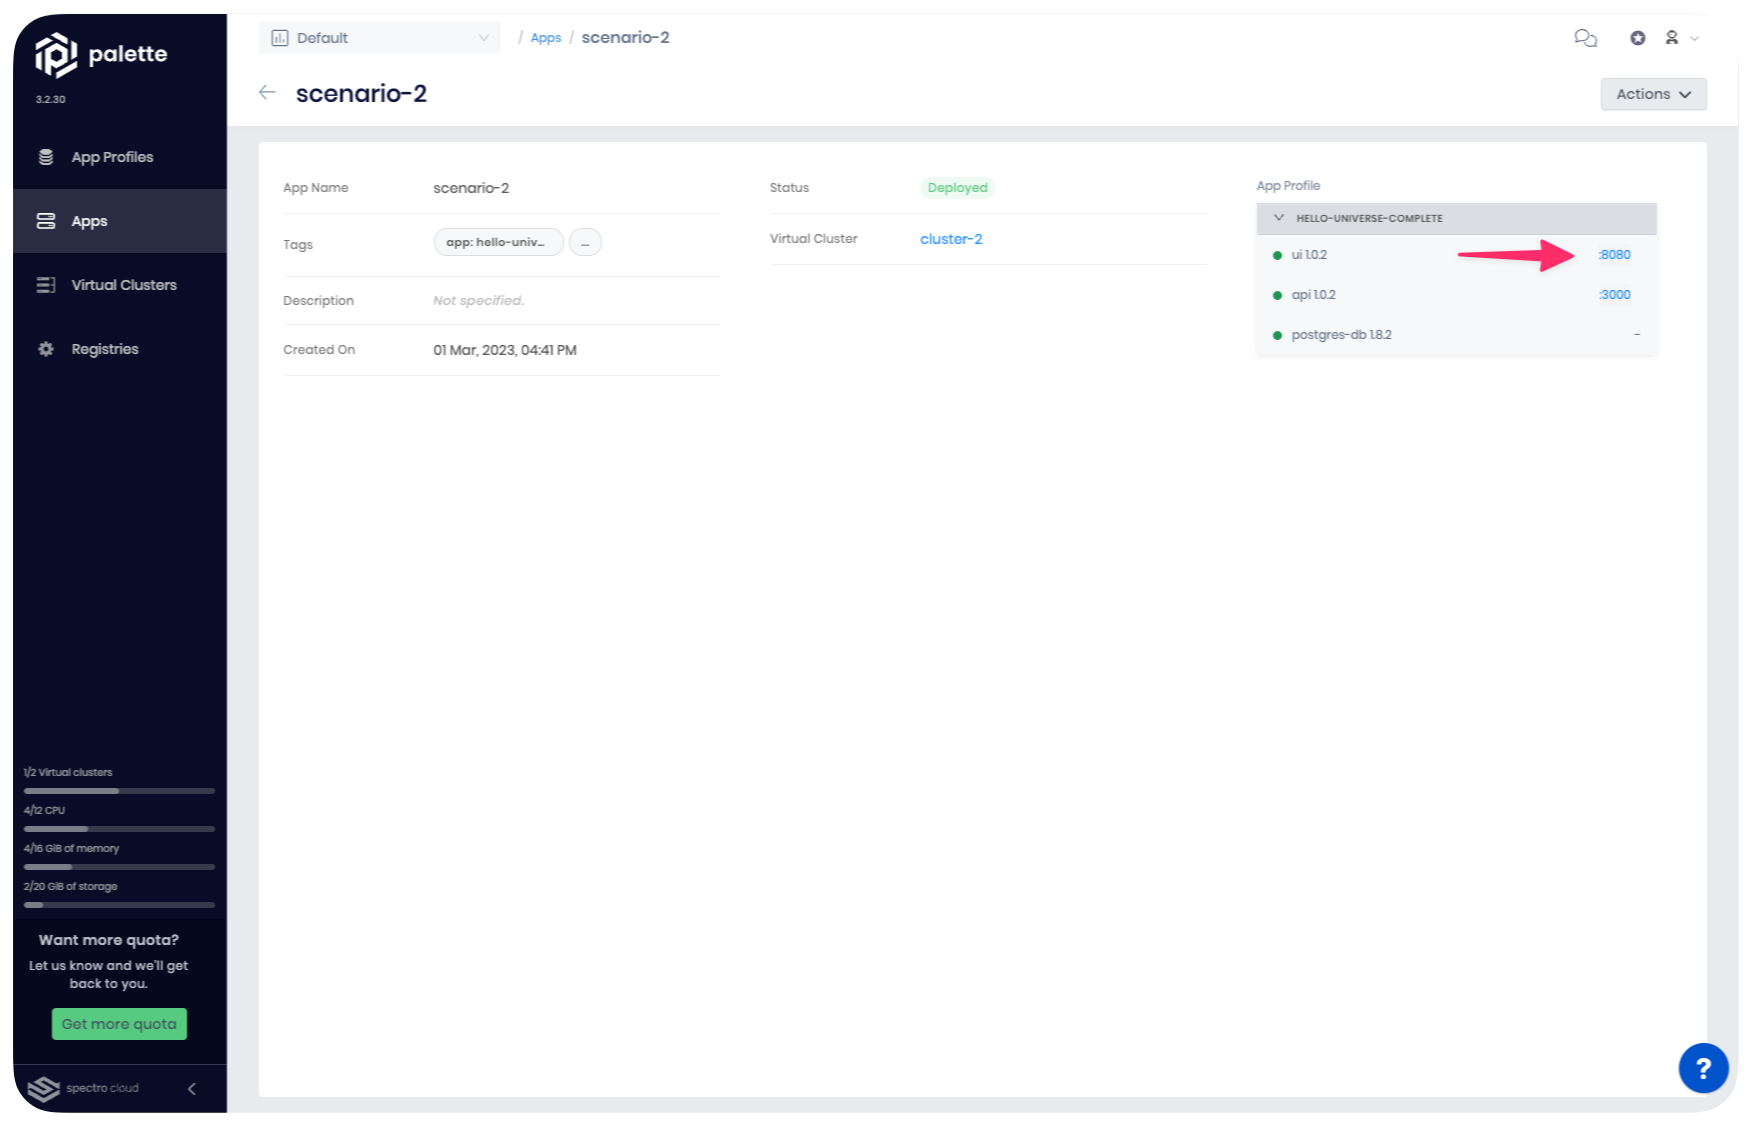 palette
3.2.30
App Profiles
Apps
Virtual Clusters
Registries
1/2 Virtual clusters
4/12 CPU
4/16 GiB of memory
2/20 GiB of storage
Want more quota?
Let us know and we'll get
back to you.
Get more quota
spectro cloud
Default / Apps / scenario-2
scenario-2
Actions
App Name scenario-2
Tags app: hello-univ... ...
Description Not specified.
Created On 01 Mar, 2023, 04:41 PM
Status Deployed
Virtual Cluster cluster-2
App Profile
HELLO-UNIVERSE-COMPLETE
ui 1.0.2 :8080
api 1.0.2 :3000
postgres-db 1.8.2 -
?